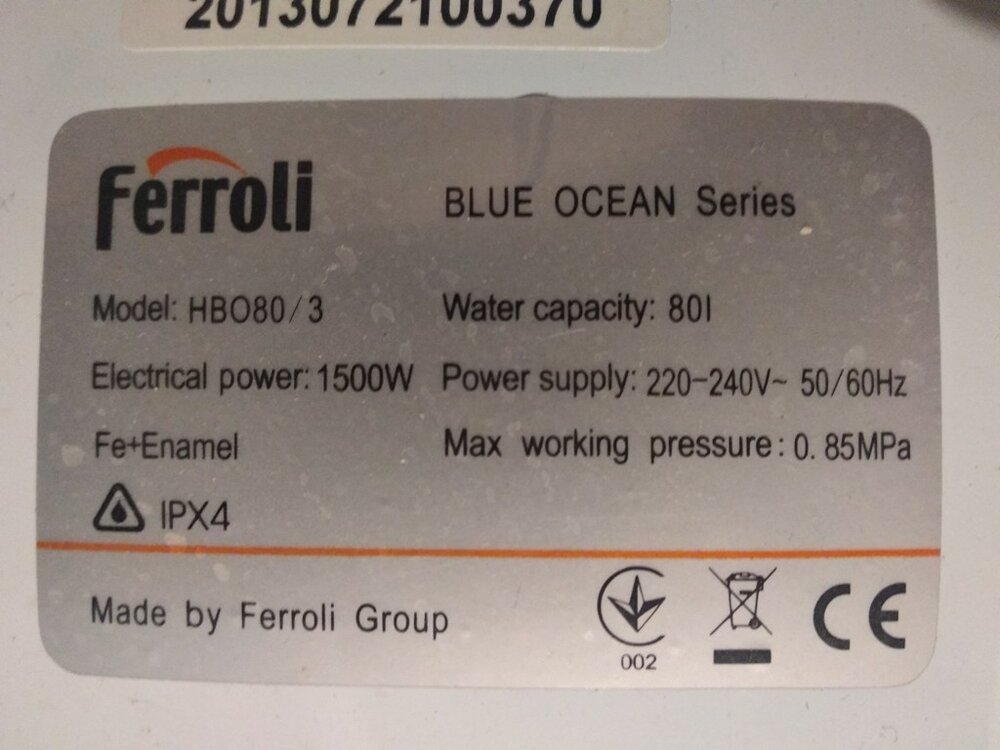 2013072100370
Ferroli BLUE OCEAN Series
Model: HBO80/3 Water capacity: 80l
Electrical power: 1500W Power supply: 220-240V~ 50/60Hz
Fe+Enamel Max working pressure: 0.85MPa
IPX4
Made by Ferroli Group
002
CE